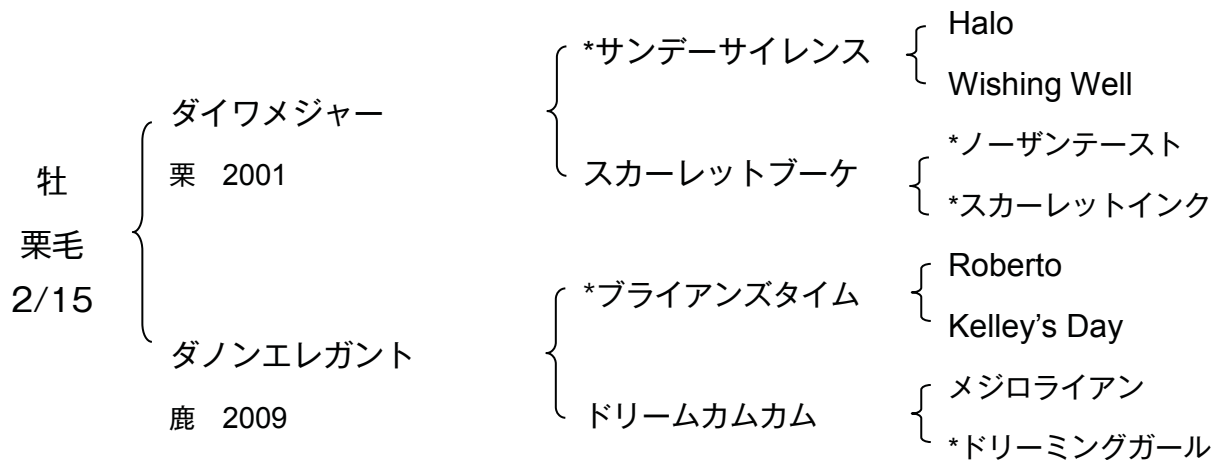 牡
栗毛
2/15
ダイワメジャー
栗 2001
ダノンエレガント
鹿 2009
*サンデーサイレンス
スカーレットブーケ
*ブライアンズタイム
ドリームカムカム
Halo
Wishing Well
*ノーザンテースト
*スカーレットインク
Roberto
Kelley’s Day
メジロライアン
*ドリーミングガール